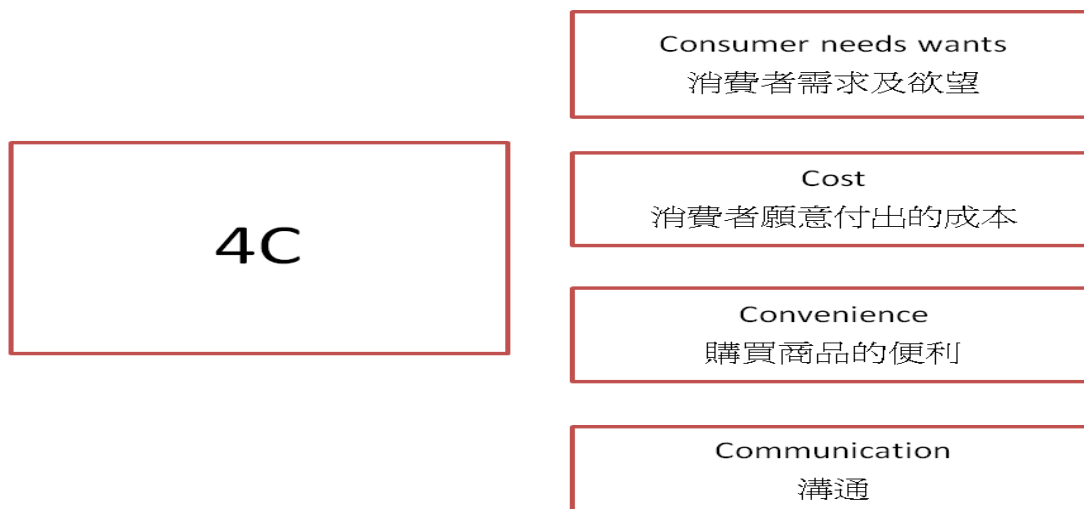 4C
Consumer needs wants
消費者需求及欲望
Cost
消費者願意付出的成本
Convenience
購買商品的便利
Communication
溝通